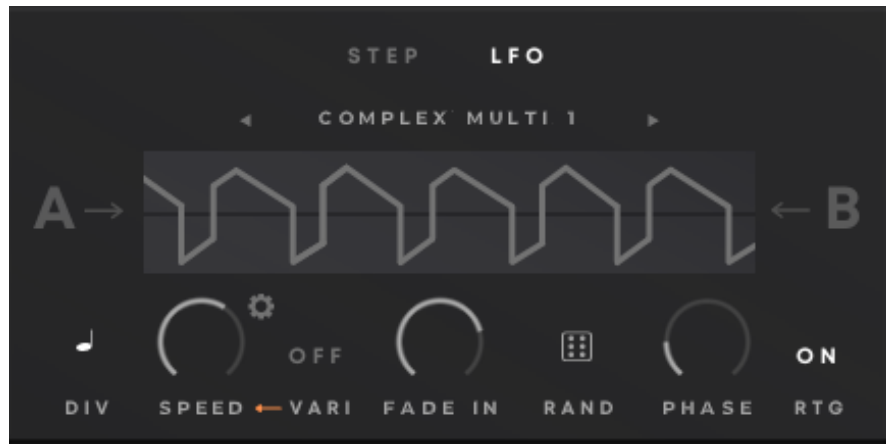 STEP LFO
COMPLEX MULTI 1
A B
OFF ON
DIV SPEED VARI FADE IN RAND PHASE RTG